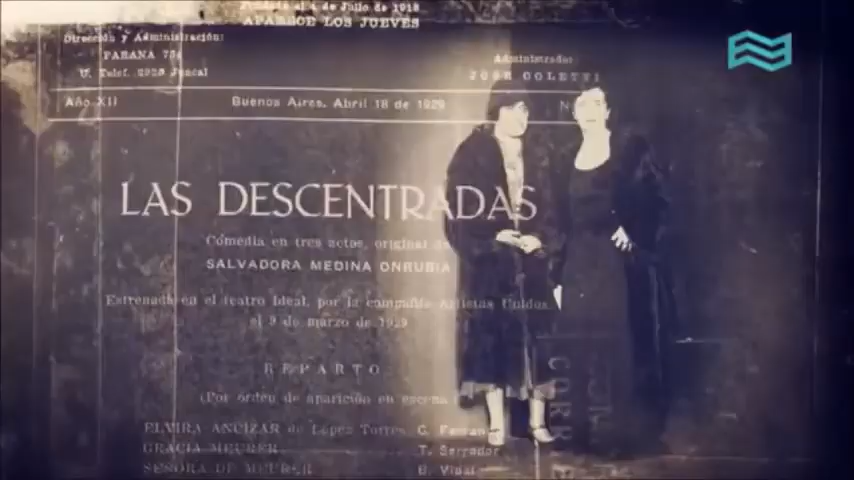 Fundado el 4 de Julio de 1918
APARECE LOS JUEVES
Dirección y Administración:
PARANA 
U. Telef. 2926 Juncal
Administrador
JOSE COLETTI
Año XII
Buenos Aires, Abril 18 de 1929
N
LAS DESCENTRADAS
Comedia en tres actos, original de
SALVADORA MEDINA ONRUBIA
Estrenada en el teatro Ideal, por la compañía Artistas Unidos,
el 9 de marzo de 1929
REPARTO
(Por orden de aparición en escena
ELVIRA ANCIZAR de López Torres. C.
GRACIA MEURER T. Serrador
SEÑORA DE MEURER B. Vidal
CORR